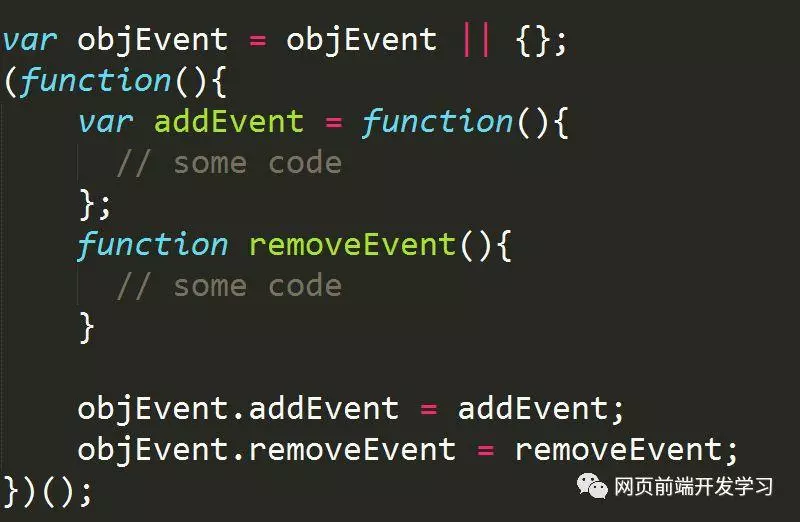 var objEvent = objEvent || {};
(function(){
    var addEvent = function(){
      // some code
    };
    function removeEvent(){
      // some code
    }

    objEvent.addEvent = addEvent;
    objEvent.removeEvent = removeEvent;
})();
网页前端开发学习